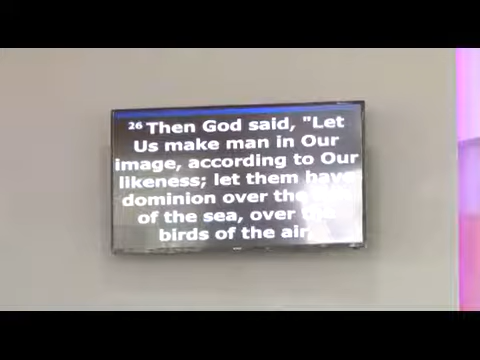 26 Then God said, "Let
Us make man in Our
image, according to Our
likeness; let them have
dominion over the
of the sea, over the
birds of the air,